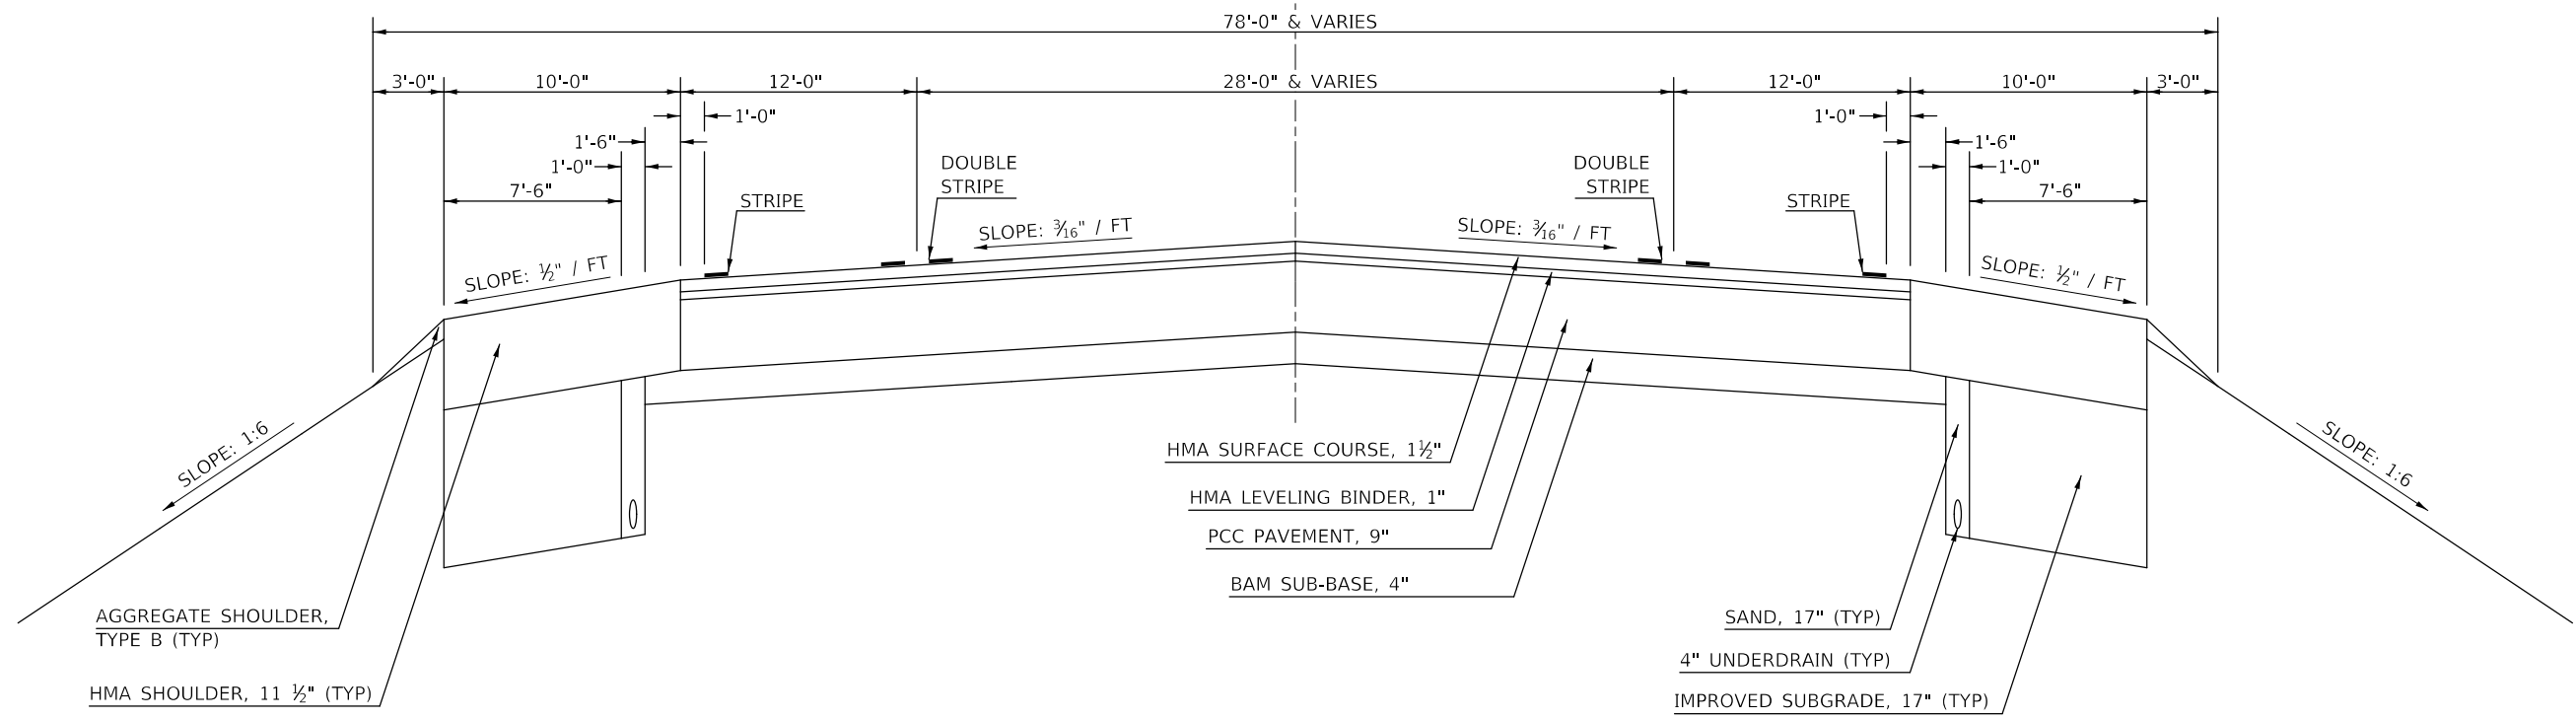 78'-0" & VARIES
3'-0" 10'-0" 12'-0" 28'-0" & VARIES 12'-0" 10'-0" 3'-0"
1'-0" 1'-0"
1'-6" 1'-6"
1'-0" 1'-0"
7'-6" 7'-6"
DOUBLE
STRIPE
DOUBLE
STRIPE
STRIPE
STRIPE
SLOPE: 3/16" / FT
SLOPE: 3/16" / FT
SLOPE: ½" / FT
SLOPE: ½" / FT
SLOPE: 1:6
SLOPE: 1:6
HMA SURFACE COURSE, 1½"
HMA LEVELING BINDER, 1"
PCC PAVEMENT, 9"
BAM SUB-BASE, 4"
AGGREGATE SHOULDER,
TYPE B (TYP)
HMA SHOULDER, 11 ½" (TYP)
SAND, 17" (TYP)
4" UNDERDRAIN (TYP)
IMPROVED SUBGRADE, 17" (TYP)